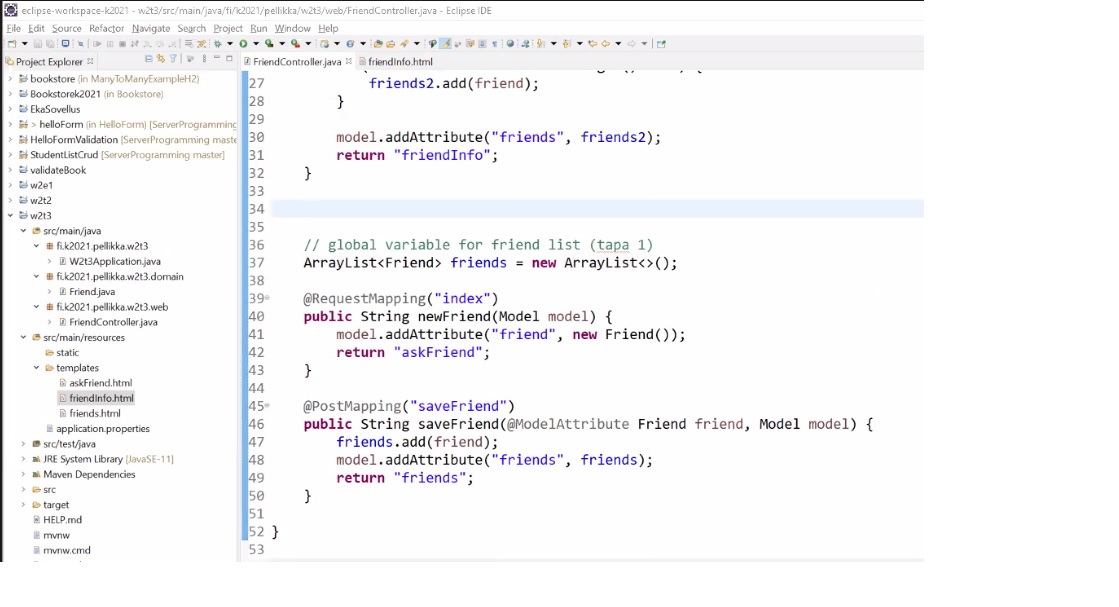 eclipse-workspace-k2021 - w2t3/src/main/java/fi/k2021/pellikka/w2t3/web/FriendController.java - Eclipse IDE
File Edit Source Refactor Navigate Search Project Run Window Help
Project Explorer
bookstore (in ManyToManyExampleH2)
Bookstorek2021 (in Bookstore)
EkaSovellus
> helloForm (in HelloForm) [ServerProgramming
HelloFormValidation [ServerProgramming maste
StudentListCrud [ServerProgramming master]
validateBook
w2e1
w2t2
w2t3
src/main/java
fi.k2021.pellikka.w2t3
W2t3Application.java
fi.k2021.pellikka.w2t3.domain
Friend.java
fi.k2021.pellikka.w2t3.web
FriendController.java
src/main/resources
static
templates
askFriend.html
friendInfo.html
friends.html
application.properties
src/test/java
JRE System Library [JavaSE-11]
Maven Dependencies
src
target
HELP.md
mvnw
mvnw.cmd
FriendController.java friendInfo.html
27 friends2.add(friend);
28 }
29
30 model.addAttribute("friends", friends2);
31 return "friendInfo";
32 }
33
34
35
36 // global variable for friend list (tapa 1)
37 ArrayList<Friend> friends = new ArrayList<>();
38
39 @RequestMapping("index")
40 public String newFriend(Model model) {
41 model.addAttribute("friend", new Friend());
42 return "askFriend";
43 }
44
45 @PostMapping("saveFriend")
46 public String saveFriend(@ModelAttribute Friend friend, Model model) {
47 friends.add(friend);
48 model.addAttribute("friends", friends);
49 return "friends";
50 }
51
52 }
53